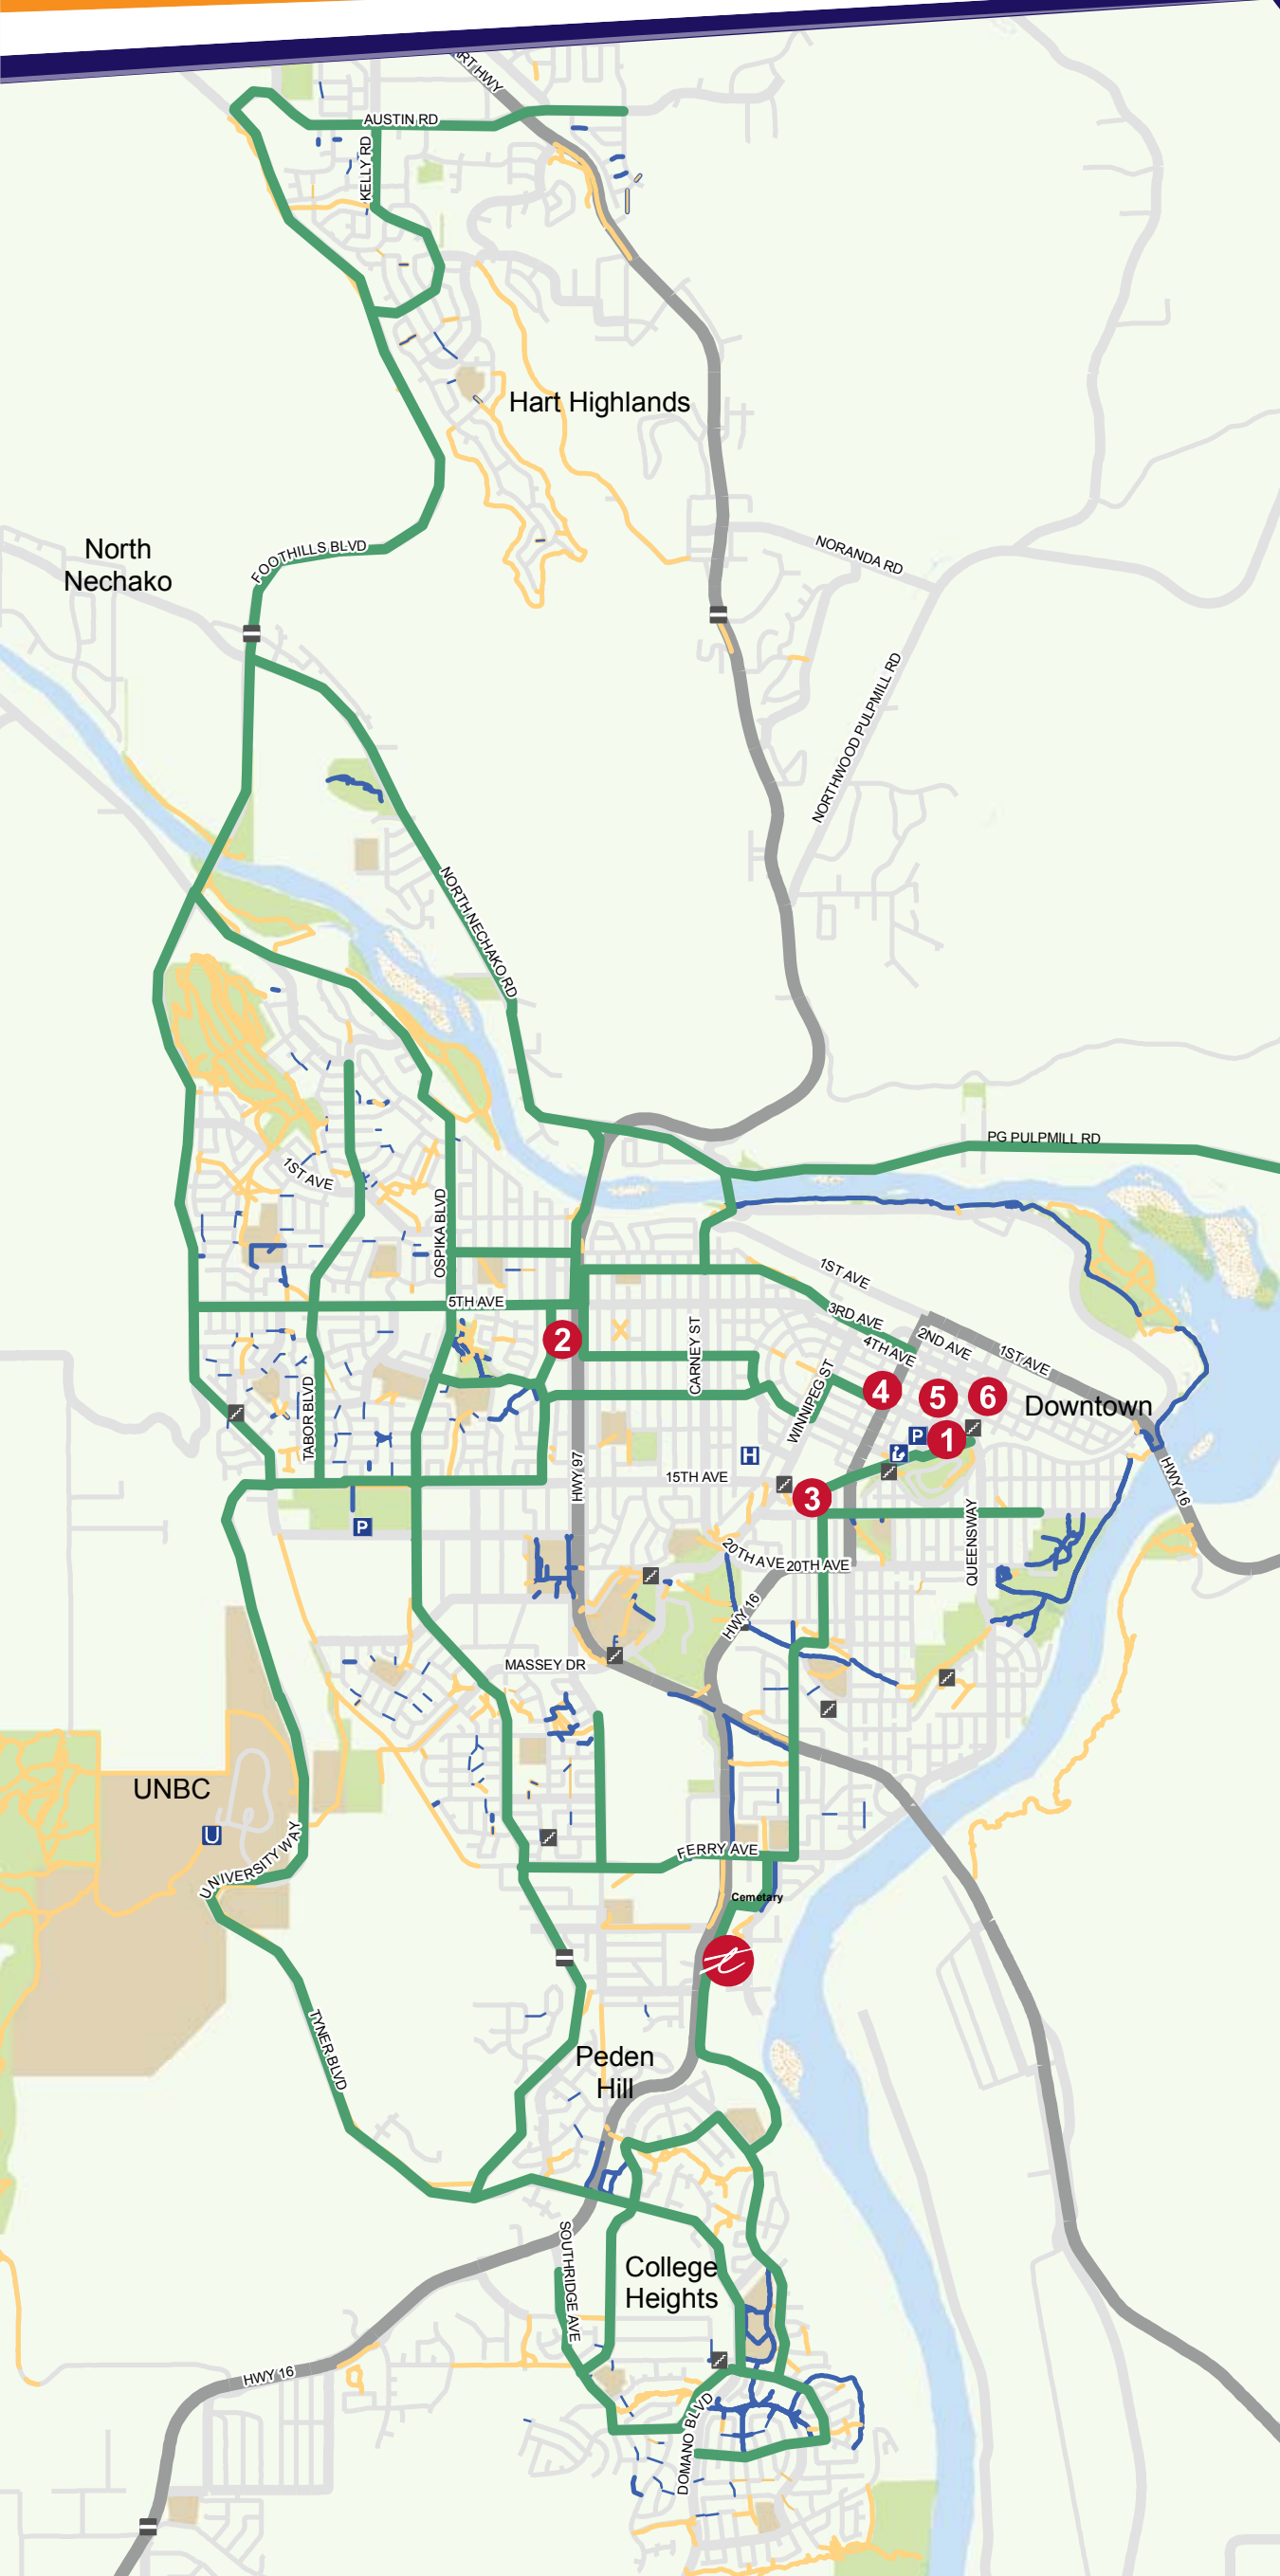 ART HWY
AUSTIN RD
KELLY RD
Hart Highlands
North
Nechako
FOOTHILLS BLVD
NORANDA RD
NORTHWOOD PULPMILL RD
NORTH NECHAKO RD
PG PULPMILL RD
1ST AVE
OSPIKA BLVD
1ST AVE
5TH AVE
3RD AVE
2ND AVE
4TH AVE
1ST AVE
CARNEY ST
2
WINNIPEG ST
4
5
6
Downtown
TABOR BLVD
P
1
H
HWY 97
15TH AVE
HWY 16
3
P
QUEENSWAY
20TH AVE
20TH AVE
HWY 16
MASSEY DR
UNBC
U
UNIVERSITY WAY
FERRY AVE
Cemetary
t
TYNER BLVD
Peden
Hill
SOUTHRIDGE AVE
College
Heights
HWY 16
DOMANO BLVD